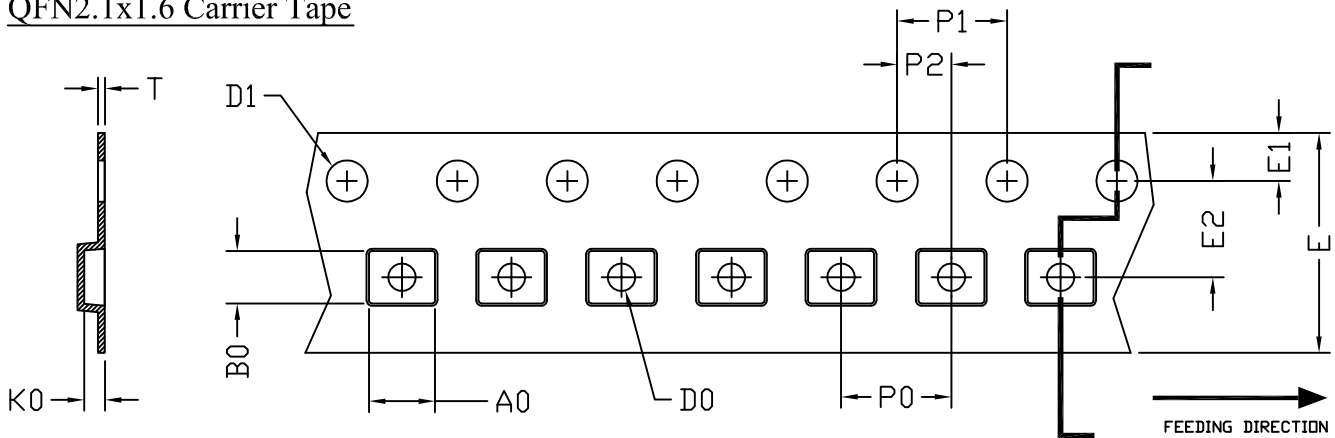 QFN2.1x1.6 Carrier Tape
P1
P2
T
D1
E1
E2
E
B0
K0
A0
D0
P0
FEEDING DIRECTION